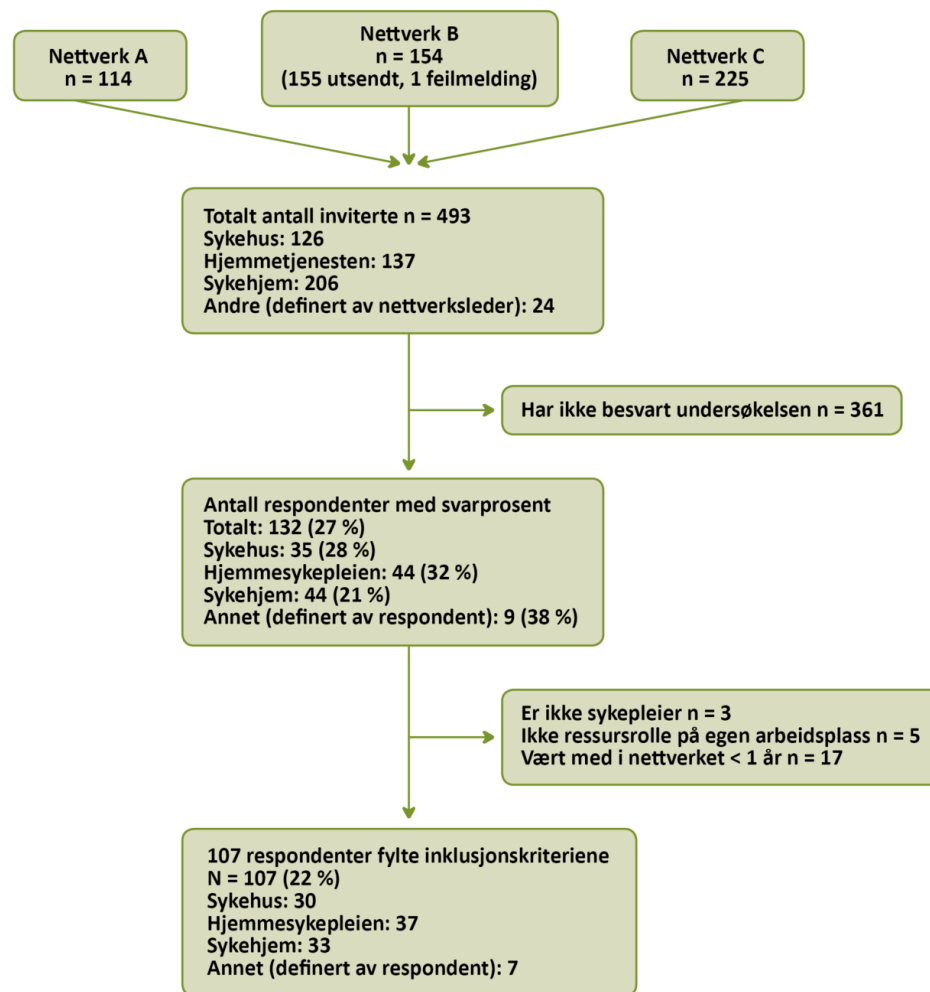 Nettverk A
n = 114
Nettverk B
n = 154
(155 utsendt, 1 feilmelding)
Nettverk C
n = 225
Totalt antall inviterte n = 493
Sykehus: 126
Hjemmetjenesten: 137
Sykehjem: 206
Andre (definert av nettverksleder): 24
Har ikke besvart undersøkelsen n = 361
Antall respondenter med svarprosent
Totalt: 132 (27 %)
Sykehus: 35 (28 %)
Hjemmesykepleien: 44 (32 %)
Sykehjem: 44 (21 %)
Annet (definert av respondent): 9 (38 %)
Er ikke sykepleier n = 3
Ikke ressursrolle på egen arbeidsplass n = 5
Vært med i nettverket < 1 år n = 17
107 respondenter fylte inklusjonskriteriene
N = 107 (22 %)
Sykehus: 30
Hjemmesykepleien: 37
Sykehjem: 33
Annet (definert av respondent): 7